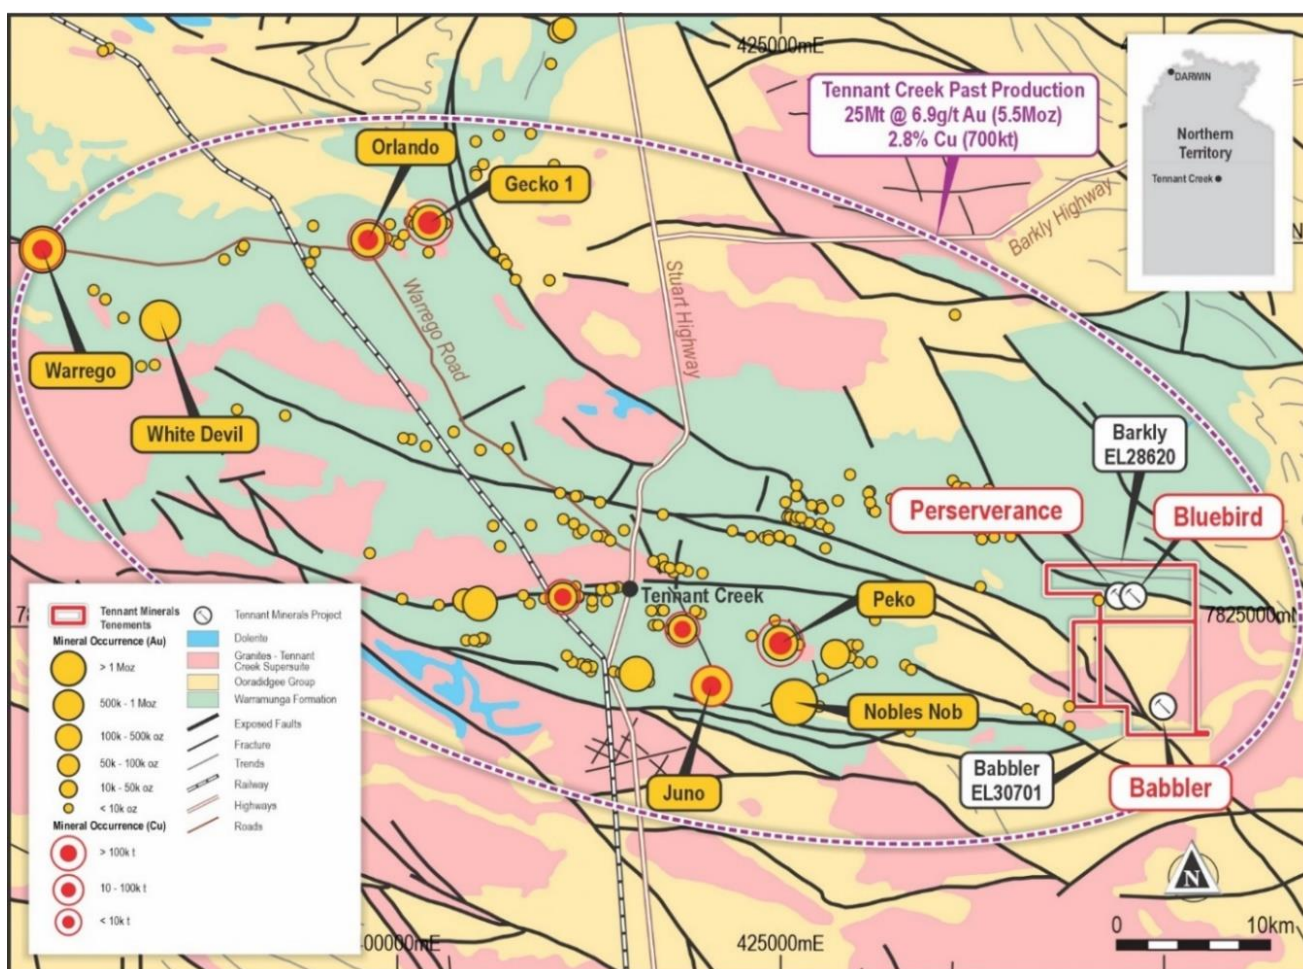 425000mE
Tennant Creek Past Production
25Mt @ 6.9g/t Au (5.5Moz)
2.8% Cu (700kt)
DARWIN
Northern
Territory
Tennant Creek
Orlando
Gecko 1
Barkly Highway
N
Stuart Highway
Warrego Road
Warrego
White Devil
Barkly
EL28620
Perserverance
Bluebird
Tennant Creek
Peko
7825000mN
Nobles Nob
Juno
Babbler
EL30701
Babbler
78
Tennant Minerals
Tenements
Mineral Occurrence (Au)
> 1 Moz
500k - 1 Moz
100k - 500k oz
50k - 100k oz
10k - 50k oz
< 10k oz
Mineral Occurrence (Cu)
> 100k t
10 - 100k t
< 10k t
Tennant Minerals Project
Dolerite
Granites - Tennant
Creek Supersuite
Ooradidgee Group
Warramunga Formation
Exposed Faults
Fracture
Trends
Railway
Highways
Roads
00000mE
425000mE
N
0 10km